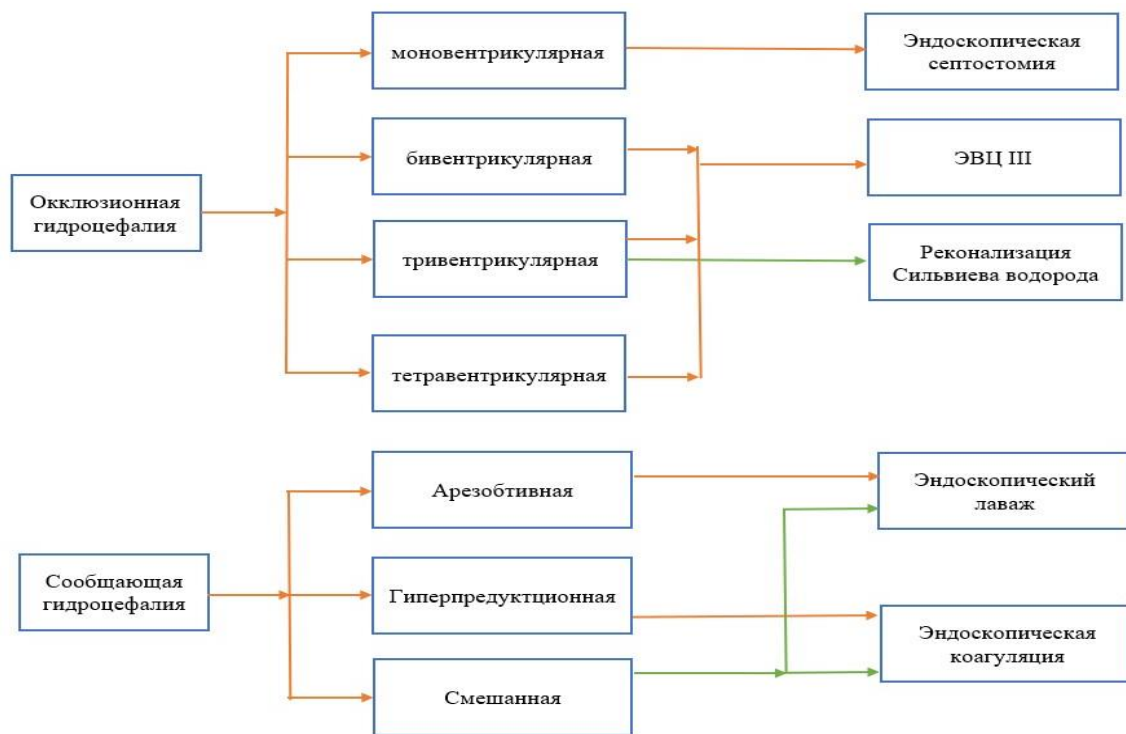 моновентрикулярная
Эндоскопическая
септостомия
бивентрикулярная
ЭВЦ III
Окклюзионная
гидроцефалия
тривентрикулярная
Реконализация
Сильвиева водорода
тетравентрикулярная
Арезобтивная
Эндоскопический
лаваж
Сообщающая
гидроцефалия
Гиперпредуктционная
Эндоскопическая
коагуляция
Смешанная